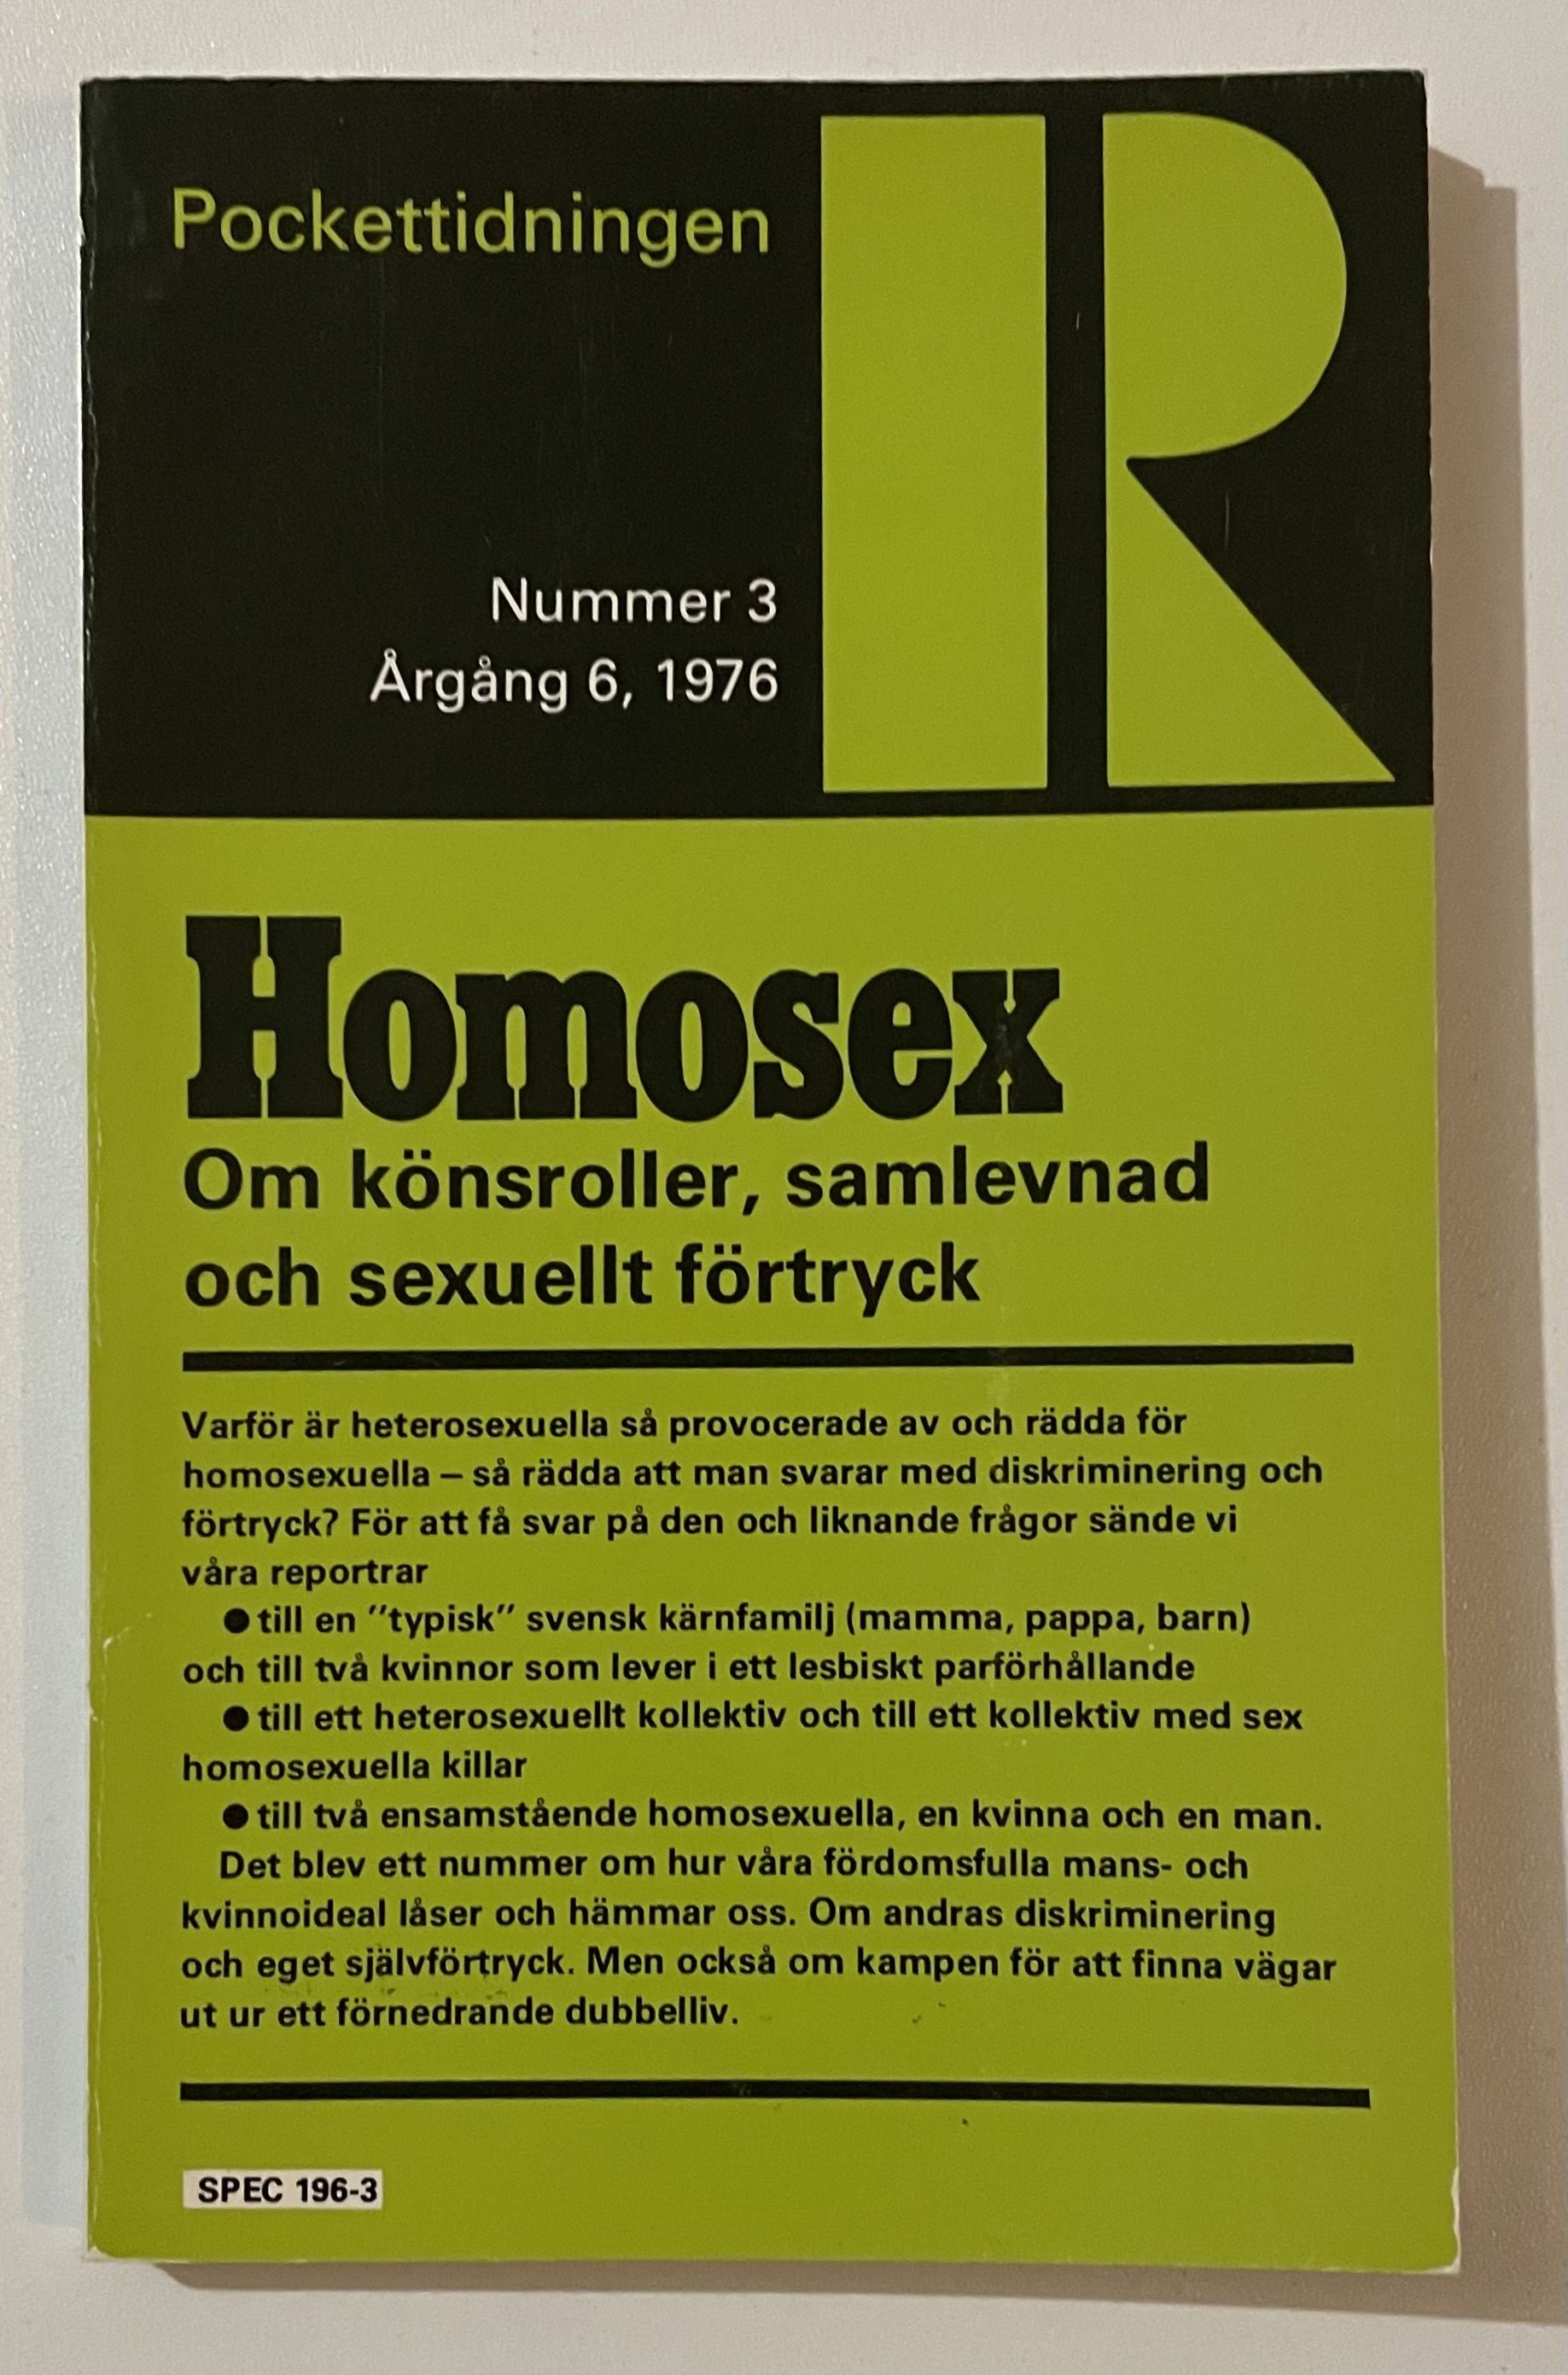 Pockettidningen R
Nummer 3
Årgång 6, 1976
Homosex
Om könsroller, samlevnad
och sexuellt förtryck
Varför är heterosexuella så provocerade av och rädda för
homosexuella – så rädda att man svarar med diskriminering och
förtryck? För att få svar på den och liknande frågor sände vi
våra reportrar
● till en ”typisk” svensk kärnfamilj (mamma, pappa, barn)
och till två kvinnor som lever i ett lesbiskt parförhållande
● till ett heterosexuellt kollektiv och till ett kollektiv med sex
homosexuella killar
● till två ensamstående homosexuella, en kvinna och en man.
Det blev ett nummer om hur våra fördomsfulla mans- och
kvinnoideal låser och hämmar oss. Om andras diskriminering
och eget självförtryck. Men också om kampen för att finna vägar
ut ur ett förnedrande dubbelliv.
SPEC 196-3